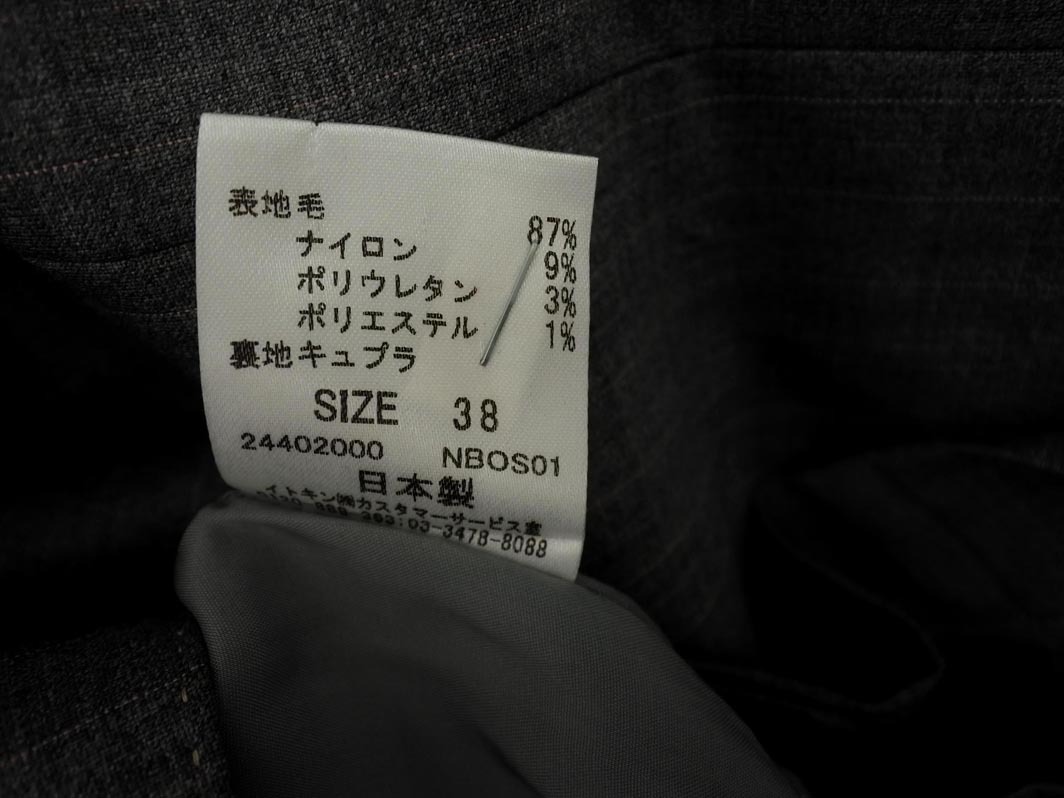 表地毛 87%
ナイロン 9%
ポリウレタン 3%
ポリエステル 1%
裏地キュプラ
SIZE 38
24402000 NBOS01
日本製
イトキン㈱カスタマーサービス室
03-3478-8088